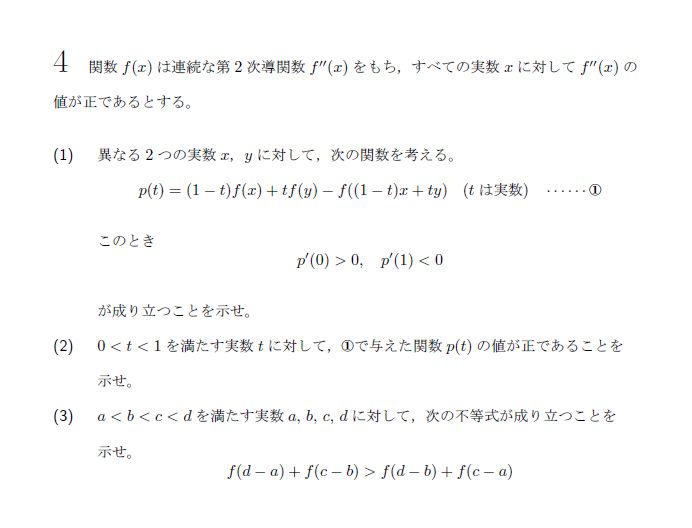 4 関数 f(x) は連続な第 2 次導関数 f′′(x) をもち，すべての実数 x に対して f′′(x) の
値が正であるとする。
(1) 異なる 2 つの実数 x，y に対して，次の関数を考える。
p(t) = (1 − t)f(x) + tf(y) − f((1 − t)x + ty) (t は実数) ‥‥‥①
このとき
p′(0) > 0, p′(1) < 0
が成り立つことを示せ。
(2) 0 < t < 1 を満たす実数 t に対して，①で与えた関数 p(t) の値が正であることを
示せ。
(3) a < b < c < d を満たす実数 a, b, c, d に対して，次の不等式が成り立つことを
示せ。
f(d − a) + f(c − b) > f(d − b) + f(c − a)